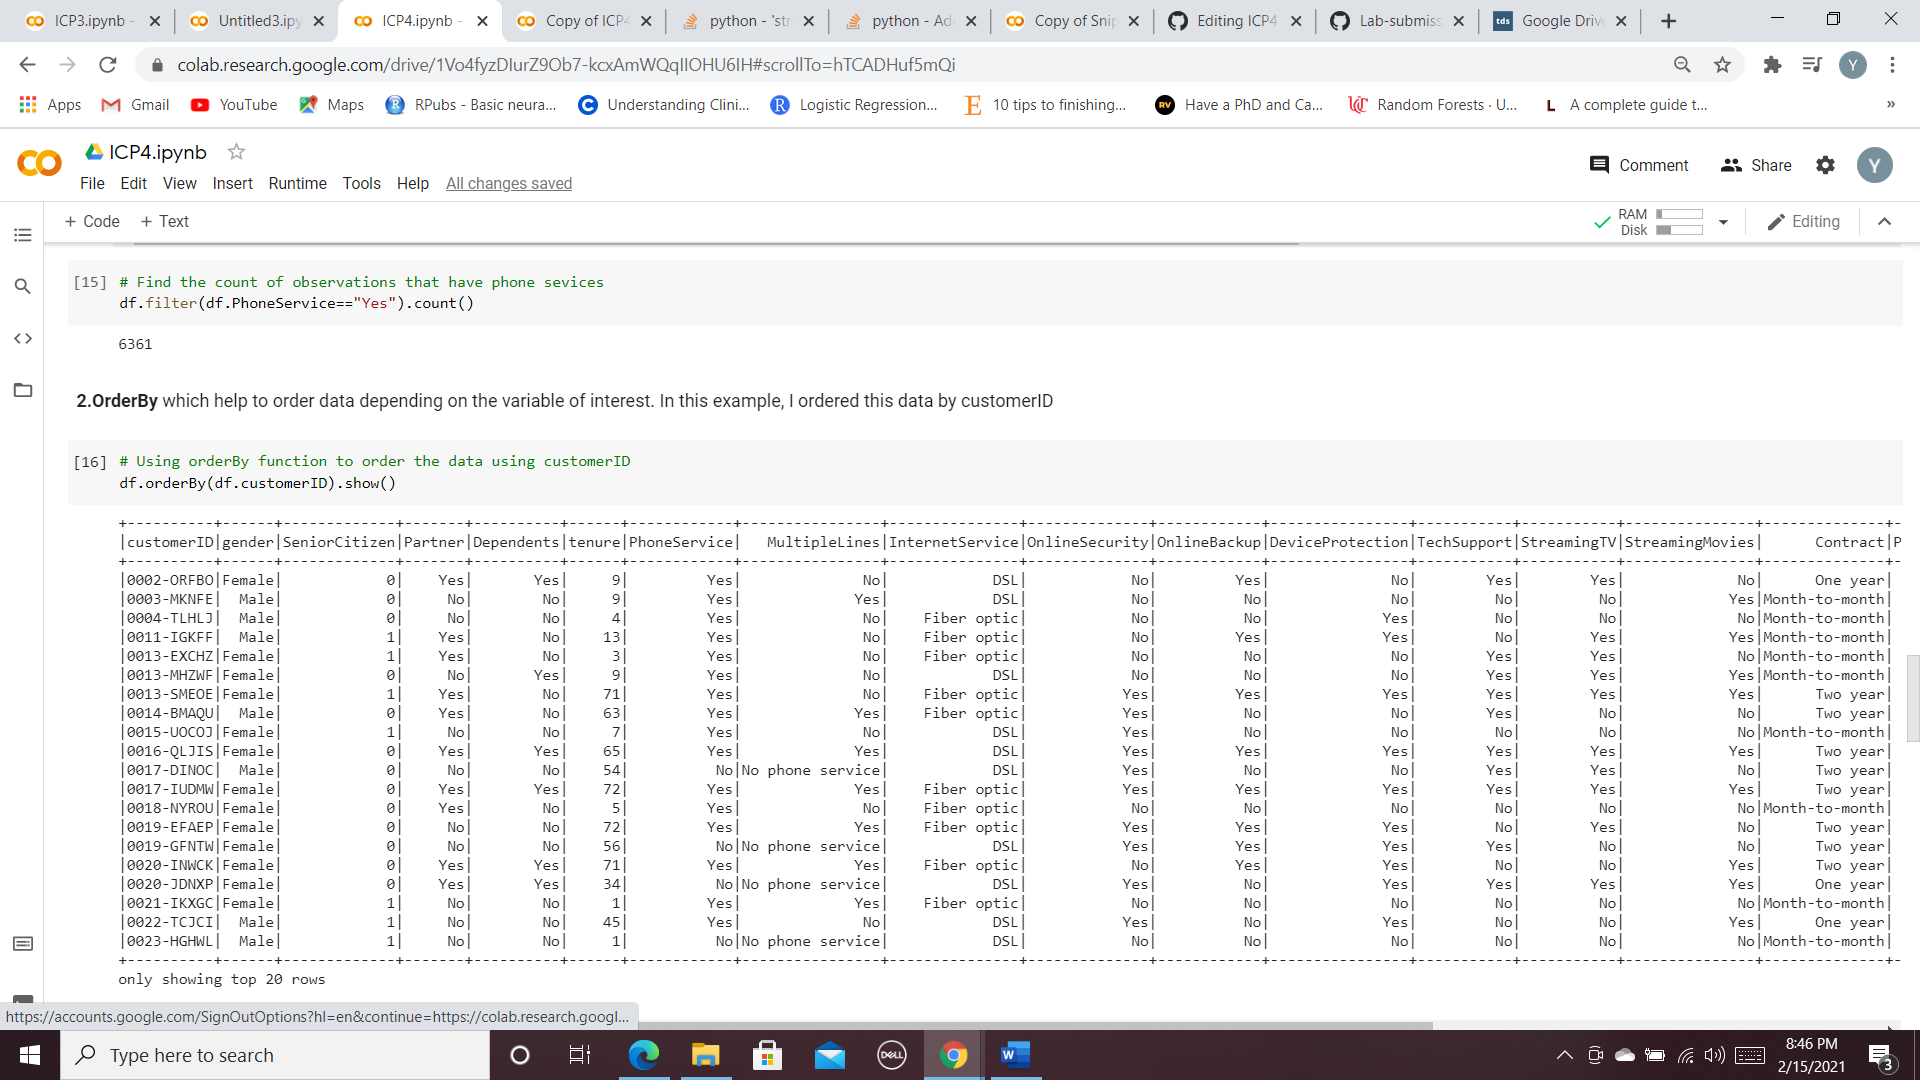 ICP3.ipynb -
Untitled3.ipy
ICP4.ipynb -
Copy of ICP4
python - 'str
python - Ad
Copy of Snip
Editing ICP4
Lab-submiss
tds Google Drive
colab.research.google.com/drive/1Vo4fyzDIurZ9Ob7-kcxAmWQqIIOHU6IH#scrollTo=hTCADHuf5mQi
Y
Apps Gmail YouTube Maps RPubs - Basic neura... Understanding Clini... Logistic Regression... 10 tips to finishing... RV Have a PhD and Ca... Random Forests · U... L A complete guide t... »
ICP4.ipynb
Comment Share Y
File Edit View Insert Runtime Tools Help All changes saved
+ Code + Text
RAM
Disk
Editing
[15] # Find the count of observations that have phone sevices
df.filter(df.PhoneService=="Yes").count()
6361
2.OrderBy which help to order data depending on the variable of interest. In this example, I ordered this data by customerID
[16] # Using orderBy function to order the data using customerID
df.orderBy(df.customerID).show()
+----------+------+-------------+-------+----------+------+------------+----------------+---------------+--------------+------------+----------------+-----------+-----------+---------------+--------------+-
|customerID|gender|SeniorCitizen|Partner|Dependents|tenure|PhoneService|   MultipleLines|InternetService|OnlineSecurity|OnlineBackup|DeviceProtection|TechSupport|StreamingTV|StreamingMovies|      Contract|P
+----------+------+-------------+-------+----------+------+------------+----------------+---------------+--------------+------------+----------------+-----------+-----------+---------------+--------------+-
|0002-ORFBO|Female| 0| Yes| Yes| 9| Yes| No| DSL| No| Yes| No| Yes| Yes| No| One year|
|0003-MKNFE| Male| 0| No| No| 9| Yes| Yes| DSL| No| No| No| No| No| Yes|Month-to-month|
|0004-TLHLJ| Male| 0| No| No| 4| Yes| No| Fiber optic| No| No| Yes| No| No| No|Month-to-month|
|0011-IGKFF| Male| 1| Yes| No| 13| Yes| No| Fiber optic| No| Yes| Yes| No| Yes| Yes|Month-to-month|
|0013-EXCHZ|Female| 1| Yes| No| 3| Yes| No| Fiber optic| No| No| No| Yes| Yes| No|Month-to-month|
|0013-MHZWF|Female| 0| No| Yes| 9| Yes| No| DSL| No| No| No| Yes| Yes| Yes|Month-to-month|
|0013-SMEOE|Female| 1| Yes| No| 71| Yes| No| Fiber optic| Yes| Yes| Yes| Yes| Yes| Yes| Two year|
|0014-BMAQU| Male| 0| Yes| No| 63| Yes| Yes| Fiber optic| Yes| No| No| Yes| No| No| Two year|
|0015-UOCOJ|Female| 1| No| No| 7| Yes| No| DSL| Yes| No| No| No| No| No|Month-to-month|
|0016-QLJIS|Female| 0| Yes| Yes| 65| Yes| Yes| DSL| Yes| Yes| Yes| Yes| Yes| Yes| Two year|
|0017-DINOC| Male| 0| No| No| 54| No|No phone service| DSL| Yes| No| No| Yes| Yes| No| Two year|
|0017-IUDMW|Female| 0| Yes| Yes| 72| Yes| Yes| Fiber optic| Yes| Yes| Yes| Yes| Yes| Yes| Two year|
|0018-NYROU|Female| 0| Yes| No| 5| Yes| No| Fiber optic| No| No| No| No| No| No|Month-to-month|
|0019-EFAEP|Female| 0| No| No| 72| Yes| Yes| Fiber optic| Yes| Yes| Yes| No| Yes| No| Two year|
|0019-GFNTW|Female| 0| No| No| 56| No|No phone service| DSL| Yes| Yes| Yes| Yes| No| No| Two year|
|0020-INWCK|Female| 0| Yes| Yes| 71| Yes| Yes| Fiber optic| No| Yes| Yes| No| No| Yes| Two year|
|0020-JDNXP|Female| 0| Yes| Yes| 34| No|No phone service| DSL| Yes| No| Yes| Yes| Yes| Yes| One year|
|0021-IKXGC|Female| 1| No| No| 1| Yes| Yes| Fiber optic| No| No| No| No| No| No|Month-to-month|
|0022-TCJCI| Male| 1| No| No| 45| Yes| No| DSL| Yes| No| Yes| No| No| Yes| One year|
|0023-HGHWL| Male| 1| No| No| 1| No|No phone service| DSL| No| No| No| No| No| No|Month-to-month|
+----------+------+-------------+-------+----------+------+------------+----------------+---------------+--------------+------------+----------------+-----------+-----------+---------------+--------------+-
only showing top 20 rows
https://accounts.google.com/SignOutOptions?hl=en&continue=https://colab.research.googl...
Type here to search
DELL
W
8:46 PM
2/15/2021
3